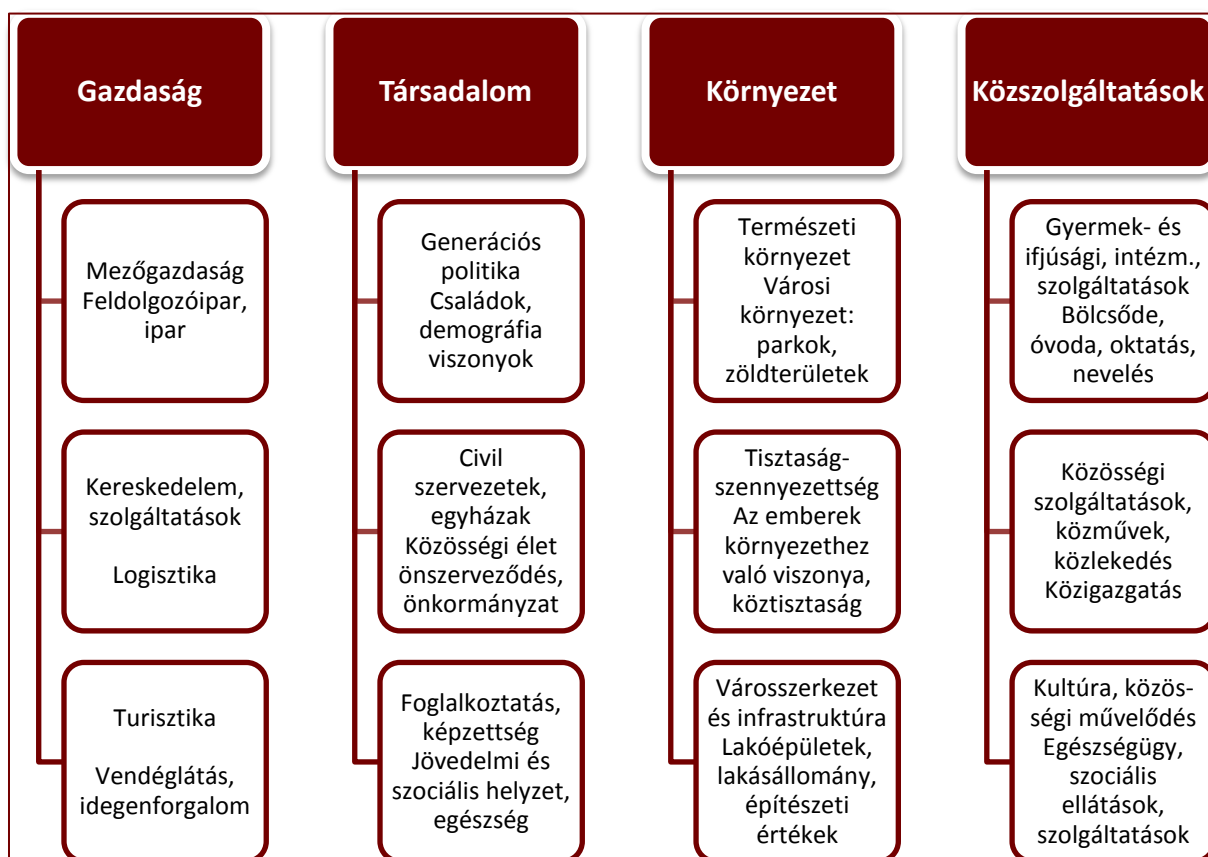 Gazdaság
Mezőgazdaság
Feldolgozóipar,
ipar
Kereskedelem,
szolgáltatások
Logisztika
Turisztika
Vendéglátás,
idegenforgalom
Társadalom
Generációs
politika
Családok,
demográfia
viszonyok
Civil
szervezetek,
egyházak
Közösségi élet
önszerveződés,
önkormányzat
Foglalkoztatás,
képzettség
Jövedelmi és
szociális helyzet,
egészség
Környezet
Természeti
környezet
Városi
környezet:
parkok,
zöldterületek
Tisztaság-
szennyezettség
Az emberek
környezethez
való viszonya,
köztisztaság
Városszerkezet
és infrastruktúra
Lakóépületek,
lakásállomány,
építészeti
értékek
Közszolgáltatások
Gyermek- és
ifjúsági, intézm.,
szolgáltatások
Bölcsőde,
óvoda, oktatás,
nevelés
Közösségi
szolgáltatások,
közművek,
közlekedés
Közigazgatás
Kultúra, közös-
ségi művelődés
Egészségügy,
szociális
ellátások,
szolgáltatások